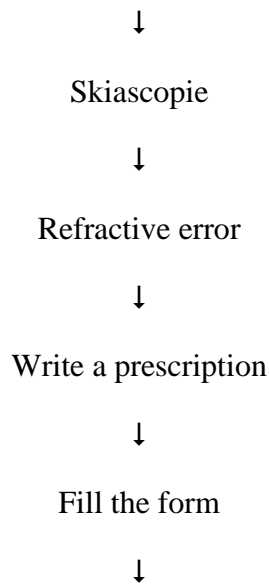 ↓
Skiascopie
↓
Refractive error
↓
Write a prescription
↓
Fill the form
↓